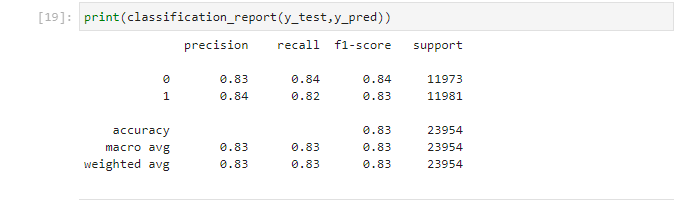 [19]: print(classification_report(y_test,y_pred))
precision recall f1-score support
0 0.83 0.84 0.84 11973
1 0.84 0.82 0.83 11981
accuracy 0.83 23954
macro avg 0.83 0.83 0.83 23954
weighted avg 0.83 0.83 0.83 23954